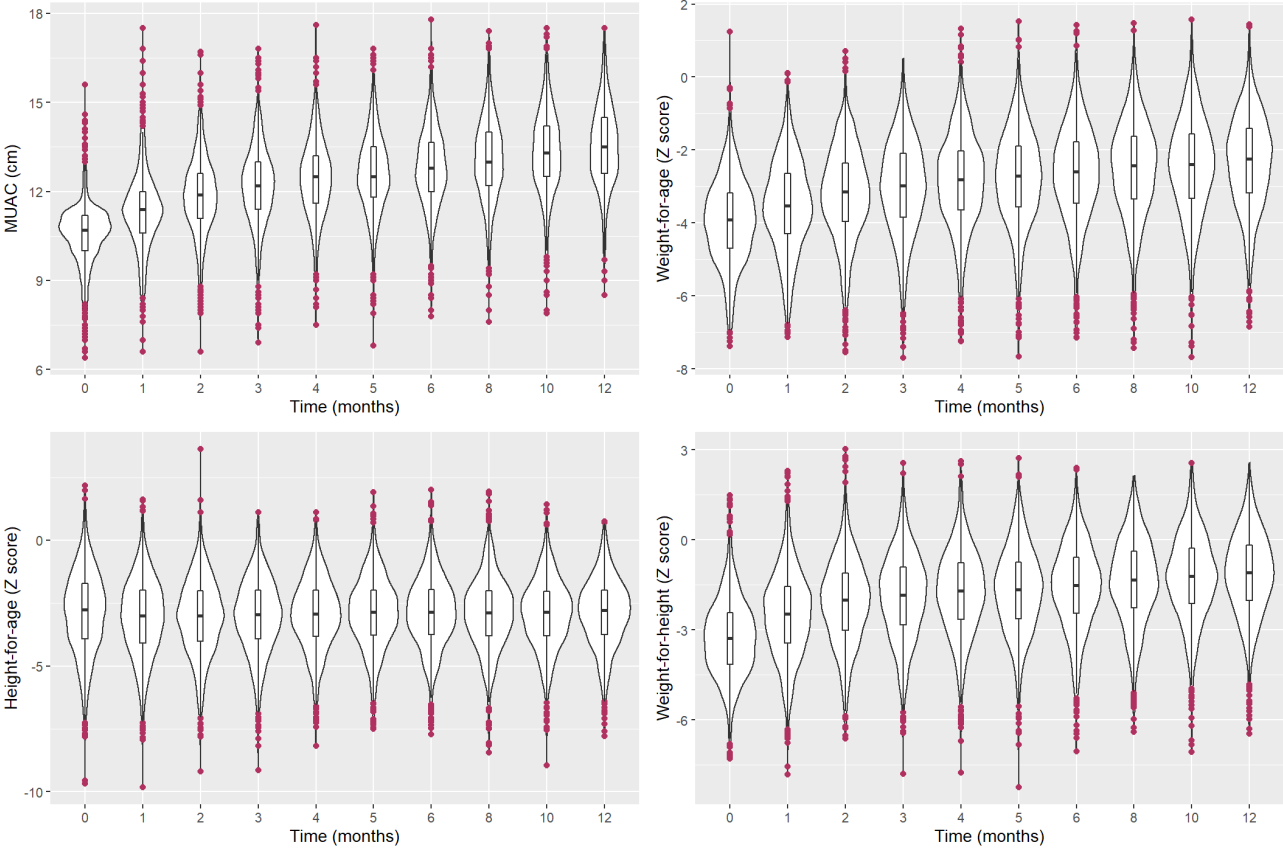 MUAC (cm)
18
15
12
9
6
0 1 2 3 4 5 6 8 10 12
Time (months)
Weight-for-age (Z score)
2
0
-2
-4
-6
-8
0 1 2 3 4 5 6 8 10 12
Time (months)
Height-for-age (Z score)
0
-5
-10
0 1 2 3 4 5 6 8 10 12
Time (months)
Weight-for-height (Z score)
3
0
-3
-6
0 1 2 3 4 5 6 8 10 12
Time (months)